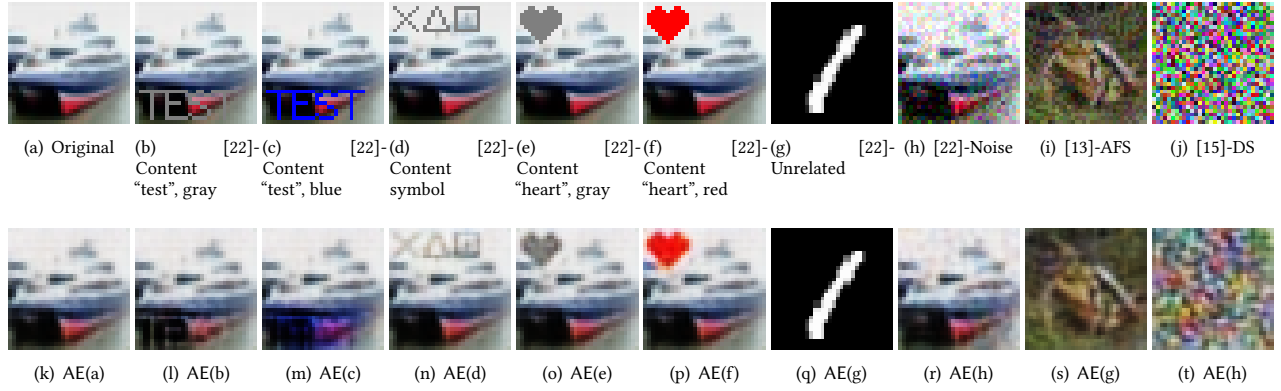 TEST
TEST
(a) Original
(b) [22]-
Content
“test”, gray
(c) [22]-
Content
“test”, blue
(d) [22]-
Content
symbol
(e) [22]-
Content
“heart”, gray
(f) [22]-
Content
“heart”, red
(g) [22]-
Unrelated
(h) [22]-Noise
(i) [13]-AFS
(j) [15]-DS
(k) AE(a)
(l) AE(b)
(m) AE(c)
(n) AE(d)
(o) AE(e)
(p) AE(f)
(q) AE(g)
(r) AE(h)
(s) AE(g)
(t) AE(h)